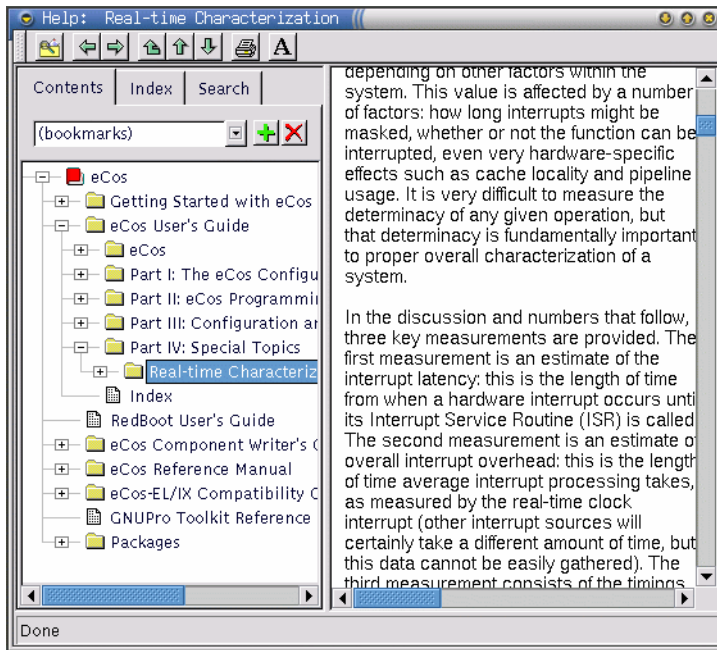 Help: Real-time Characterization
A
Contents
Index
Search
(bookmarks)
eCos
Getting Started with eCos
eCos User's Guide
eCos
Part I: The eCos Configu
Part II: eCos Programmi
Part III: Configuration ar
Part IV: Special Topics
Real-time Characteriz
Index
RedBoot User's Guide
eCos Component Writer's G
eCos Reference Manual
eCos-EL/IX Compatibility G
GNUPro Toolkit Reference
Packages
depending on other factors within the
system. This value is affected by a number
of factors: how long interrupts might be
masked, whether or not the function can be
interrupted, even very hardware-specific
effects such as cache locality and pipeline
usage. It is very difficult to measure the
determinacy of any given operation, but
that determinacy is fundamentally important
to proper overall characterization of a
system.
In the discussion and numbers that follow,
three key measurements are provided. The
first measurement is an estimate of the
interrupt latency: this is the length of time
from when a hardware interrupt occurs unti
its Interrupt Service Routine (ISR) is called
The second measurement is an estimate of
overall interrupt overhead: this is the length
of time average interrupt processing takes,
as measured by the real-time clock
interrupt (other interrupt sources will
certainly take a different amount of time, but
this data cannot be easily gathered). The
third measurement consists of the timings
Done